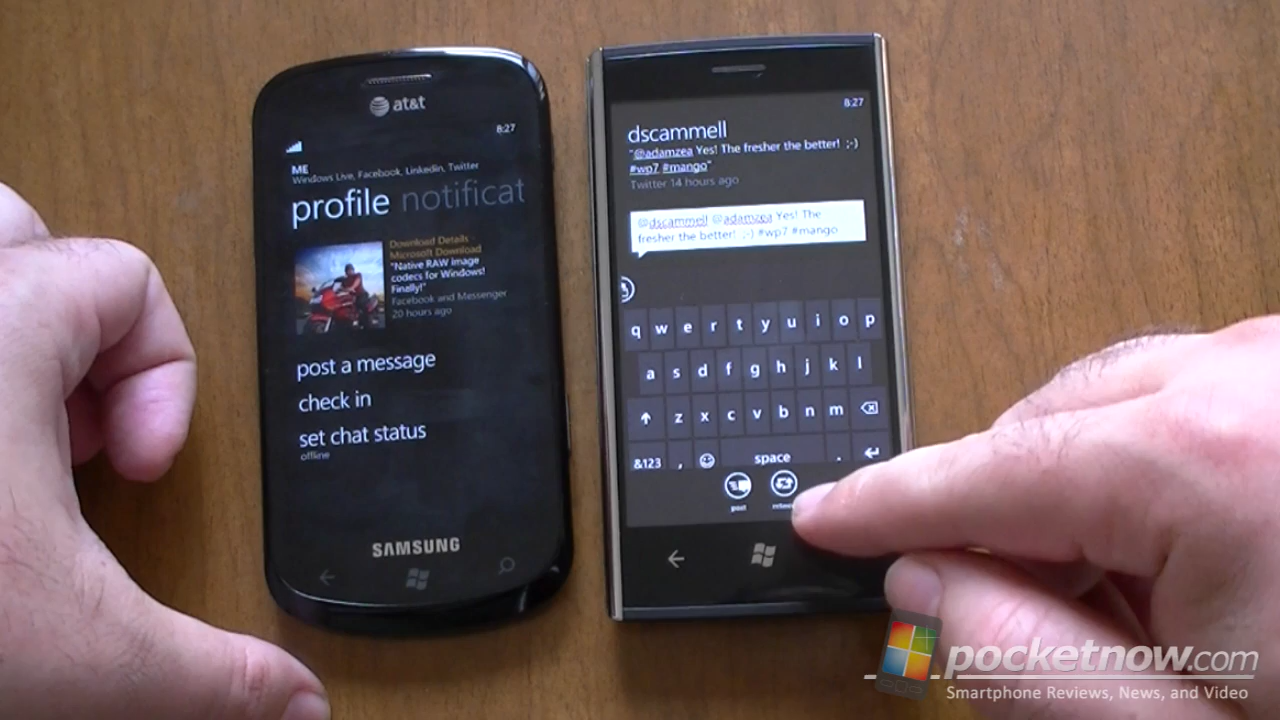 at&t
8:27
ME
Windows Live, Facebook, Linkedin, Twitter
profile notificat
Download Details -
Microsoft Download
"Native RAW image
codecs for Windows!
Finally!"
Facebook and Messenger
20 hours ago
post a message
check in
set chat status
offline
SAMSUNG
8:27
dscammell
"@adamzea Yes! The fresher the better! ;-)
#wp7 #mango"
Twitter 14 hours ago
@dscammell @adamzea Yes! The
fresher the better! ;-) #wp7 #mango
q w e r t y u i o p
a s d f g h j k l
z x c v b n m
&123 , space .
post
pocketnow.com
Smartphone Reviews, News, and Video